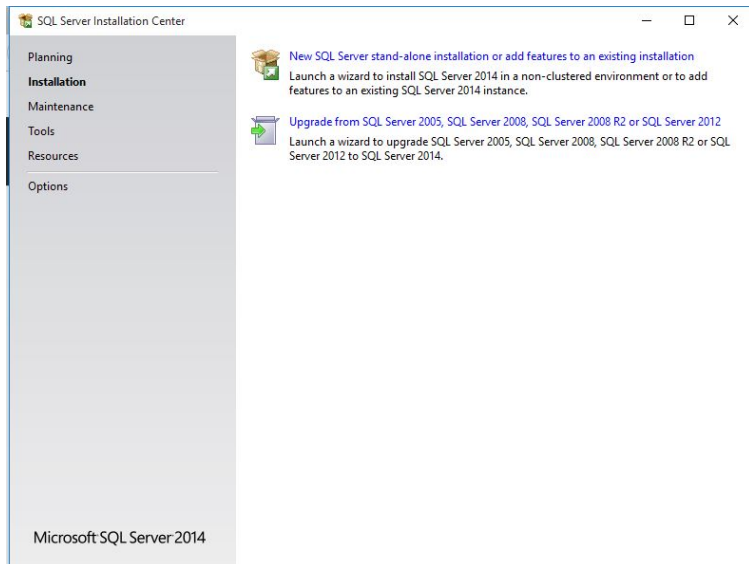 SQL Server Installation Center
Planning
Installation
Maintenance
Tools
Resources
Options
New SQL Server stand-alone installation or add features to an existing installation
Launch a wizard to install SQL Server 2014 in a non-clustered environment or to add
features to an existing SQL Server 2014 instance.
Upgrade from SQL Server 2005, SQL Server 2008, SQL Server 2008 R2 or SQL Server 2012
Launch a wizard to upgrade SQL Server 2005, SQL Server 2008, SQL Server 2008 R2 or SQL
Server 2012 to SQL Server 2014.
Microsoft SQL Server 2014